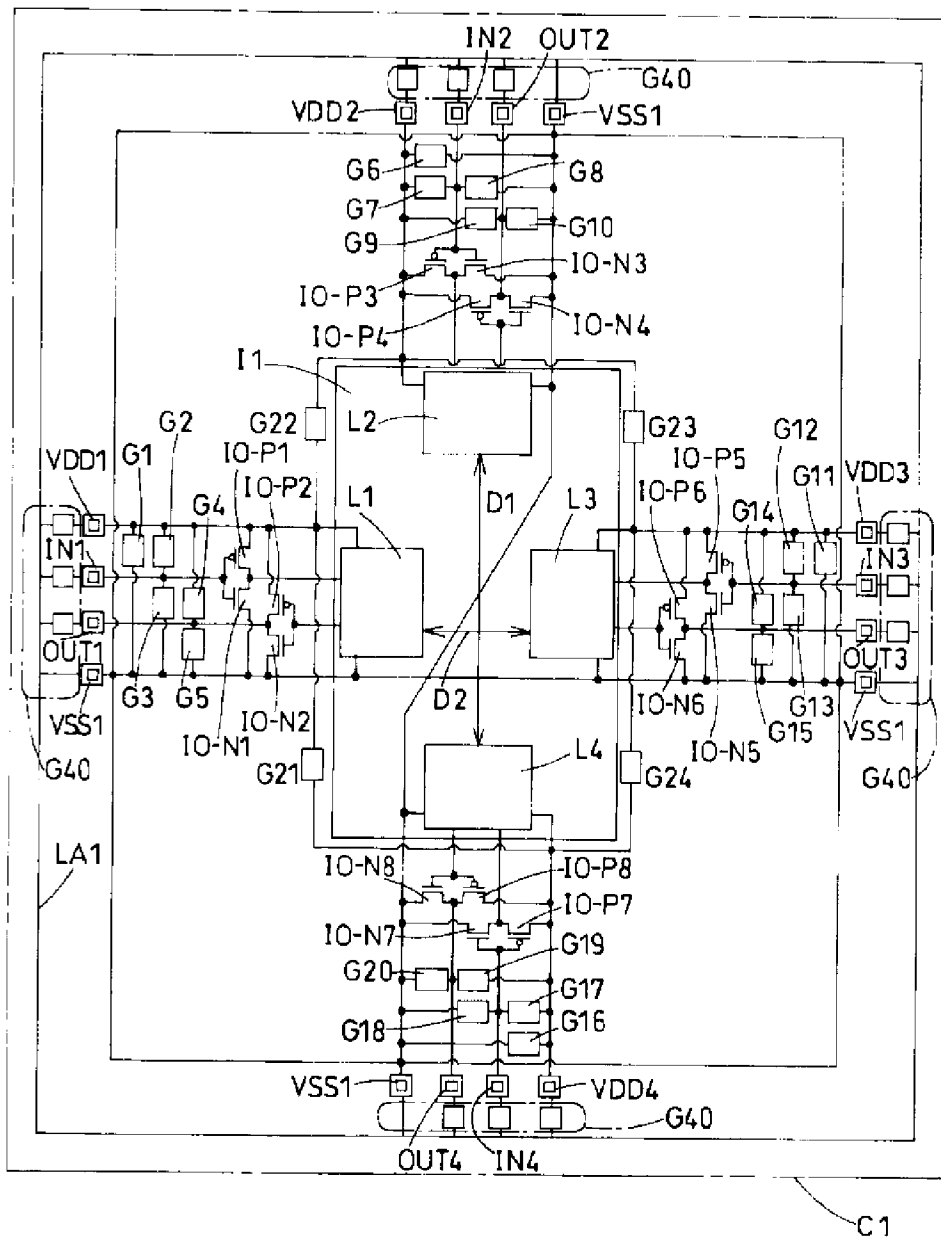 IN2 OUT2
G40
VDD2 VSS1
G6 G8
G7
G9 G10
IO-N3
IO-P3
IO-N4
IO-P4
I1
L2
G22 G23
G2 G12
G1 IO-P1 IO-P5
VDD1 G11 VDD3
IO-P2 IO-P6
G4 L1 D1 L3 G14
IN1 IN3
OUT1 OUT3
G3 G5 D2 IO-N6 G13
VSS1 IO-N2 G15 VSS1
IO-N1 IO-N5
G40 G21 L4 G24 G40
LA1
IO-N8 IO-P8
IO-P7
IO-N7 G19
G20
G17
G18 G16
VSS1 VDD4
G40
OUT4 IN4
C1